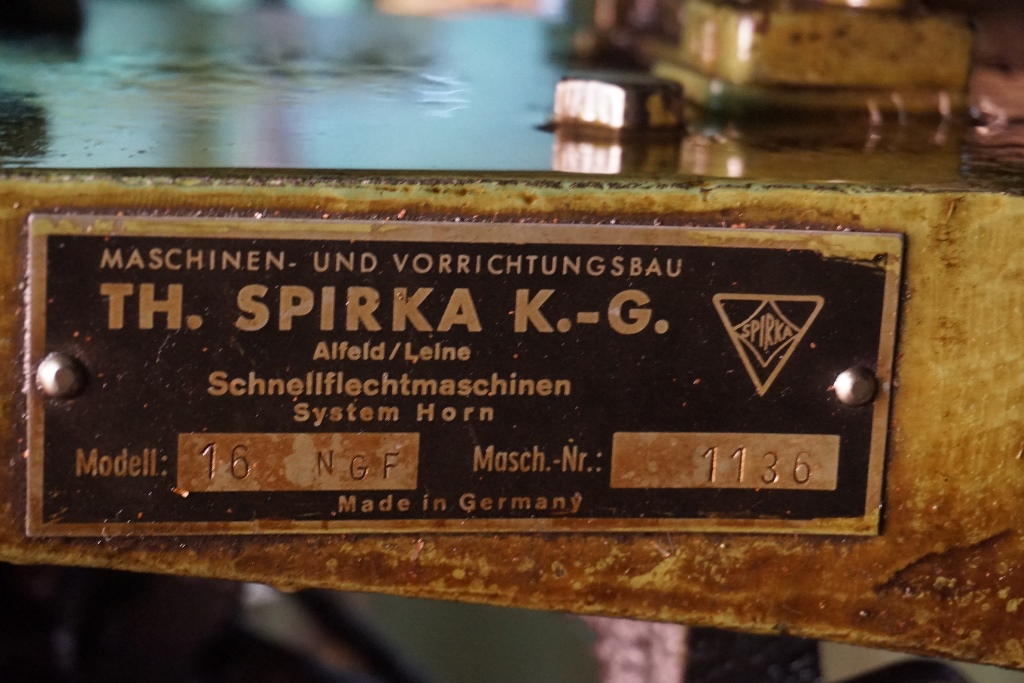 MASCHINEN- UND VORRICHTUNGSBAU
TH. SPIRKA K.-G.
SPIRKA
Alfeld/Leine
Schnellflechtmaschinen
System Horn
Modell: 16 NGF Masch.-Nr.: 1136
Made in Germany